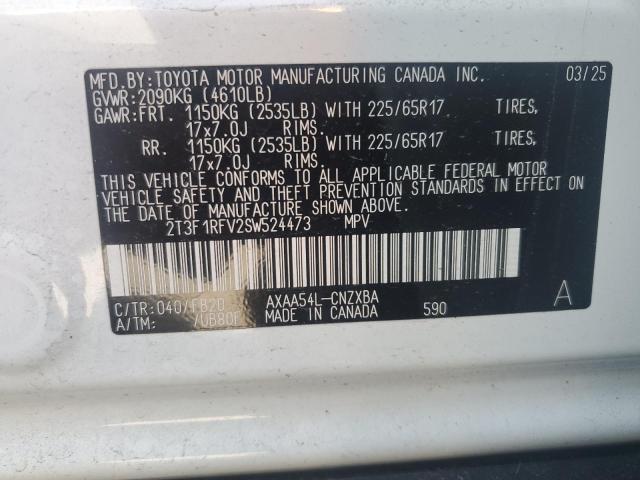 MFD.BY:TOYOTA MOTOR MANUFACTURING CANADA INC. 03/25
GVWR:2090KG (4610LB)
GAWR:FRT. 1150KG (2535LB) WITH 225/65R17 TIRES,
17x7.0J RIMS.
RR. 1150KG (2535LB) WITH 225/65R17 TIRES,
17x7.0J RIMS.
THIS VEHICLE CONFORMS TO ALL APPLICABLE FEDERAL MOTOR
VEHICLE SAFETY AND THEFT PREVENTION STANDARDS IN EFFECT ON
THE DATE OF MANUFACTURE SHOWN ABOVE.
2T3F1RFV2SW524473 MPV
C/TR:040/FB20 AXAA54L-CNZXBA A
A/TM: /UB80F MADE IN CANADA 590